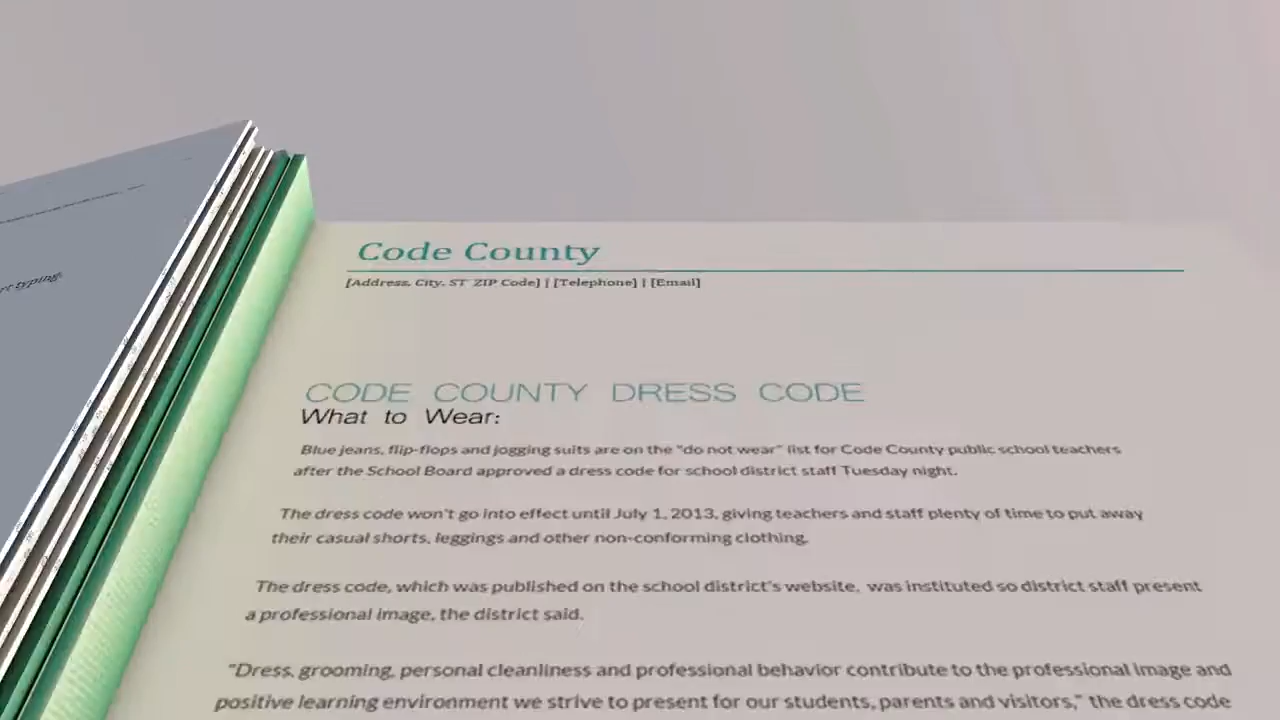 rt typing.
Code County
[Address, City, ST ZIP Code] | [Telephone] | [Email]
CODE COUNTY DRESS CODE
What to Wear:
Blue jeans, flip-flops and jogging suits are on the "do not wear" list for Code County public school teachers
after the School Board approved a dress code for school district staff Tuesday night.
The dress code won't go into effect until July 1, 2013, giving teachers and staff plenty of time to put away
their casual shorts, leggings and other non-conforming clothing.
The dress code, which was published on the school district's website, was instituted so district staff present
a professional image, the district said.
"Dress, grooming, personal cleanliness and professional behavior contribute to the professional image and
positive learning environment we strive to present for our students, parents and visitors," the dress code